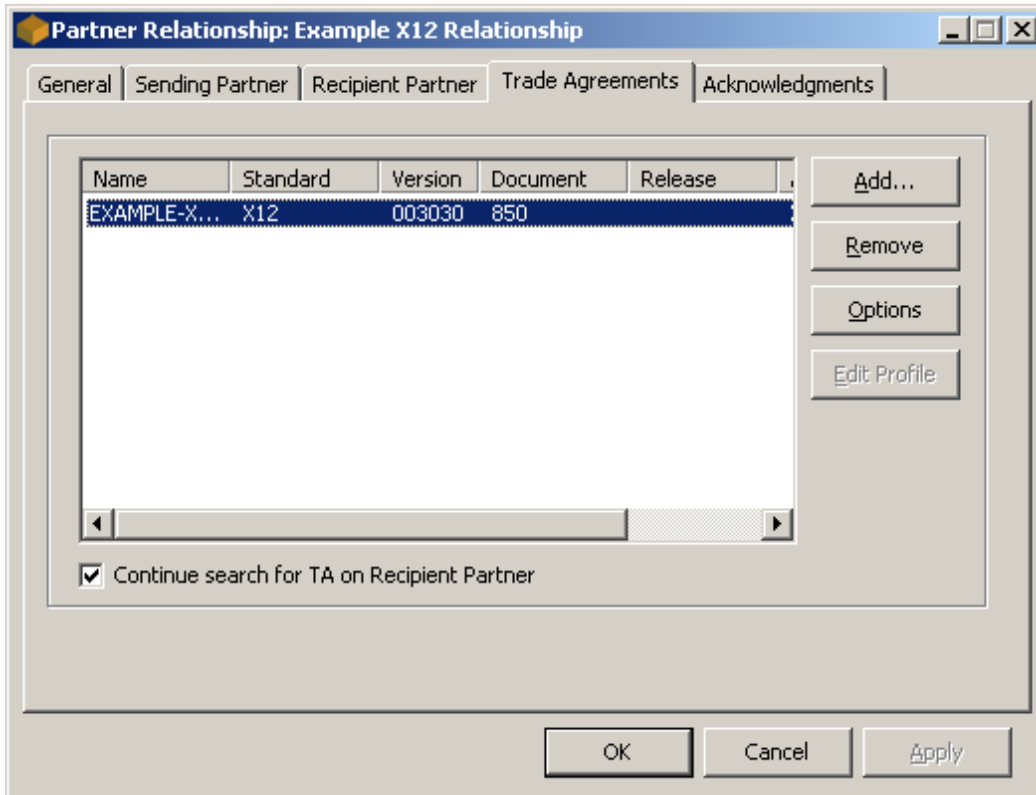 Partner Relationship: Example X12 Relationship
General Sending Partner Recipient Partner Trade Agreements Acknowledgments
Name Standard Version Document Release
EXAMPLE-X... X12 003030 850
Add...
Remove
Options
Edit Profile
Continue search for TA on Recipient Partner
OK Cancel Apply